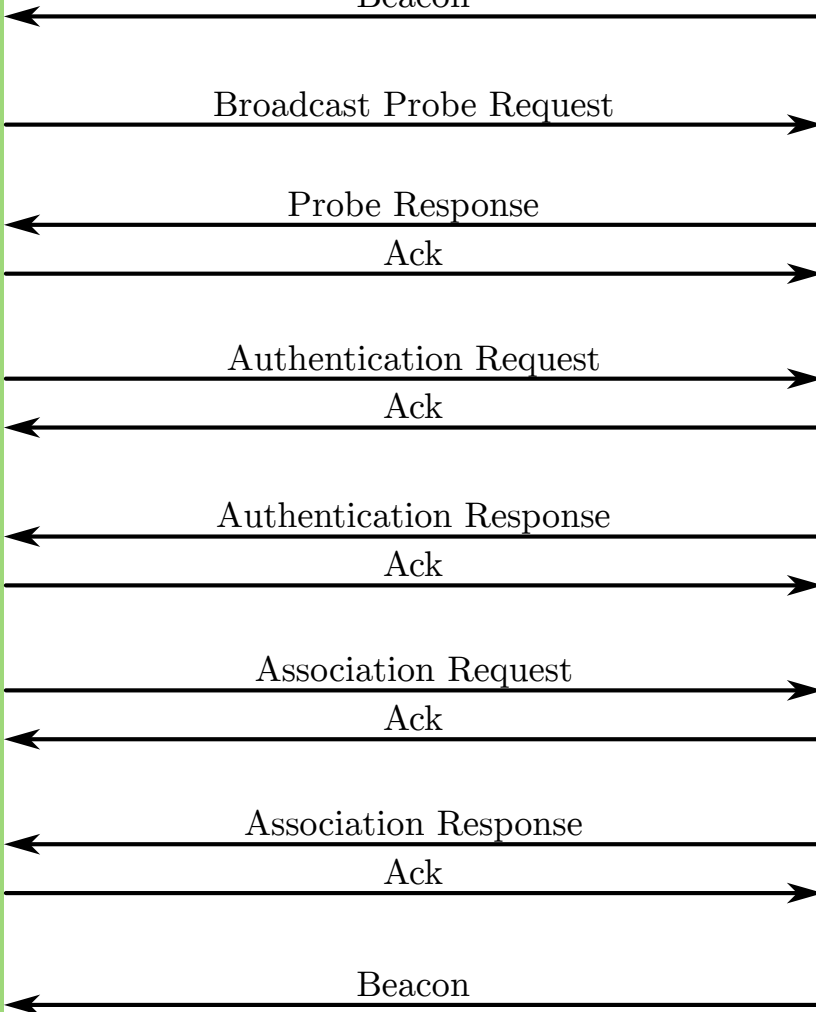 Beacon
Broadcast Probe Request
Probe Response
Ack
Authentication Request
Ack
Authentication Response
Ack
Association Request
Ack
Association Response
Ack
Beacon